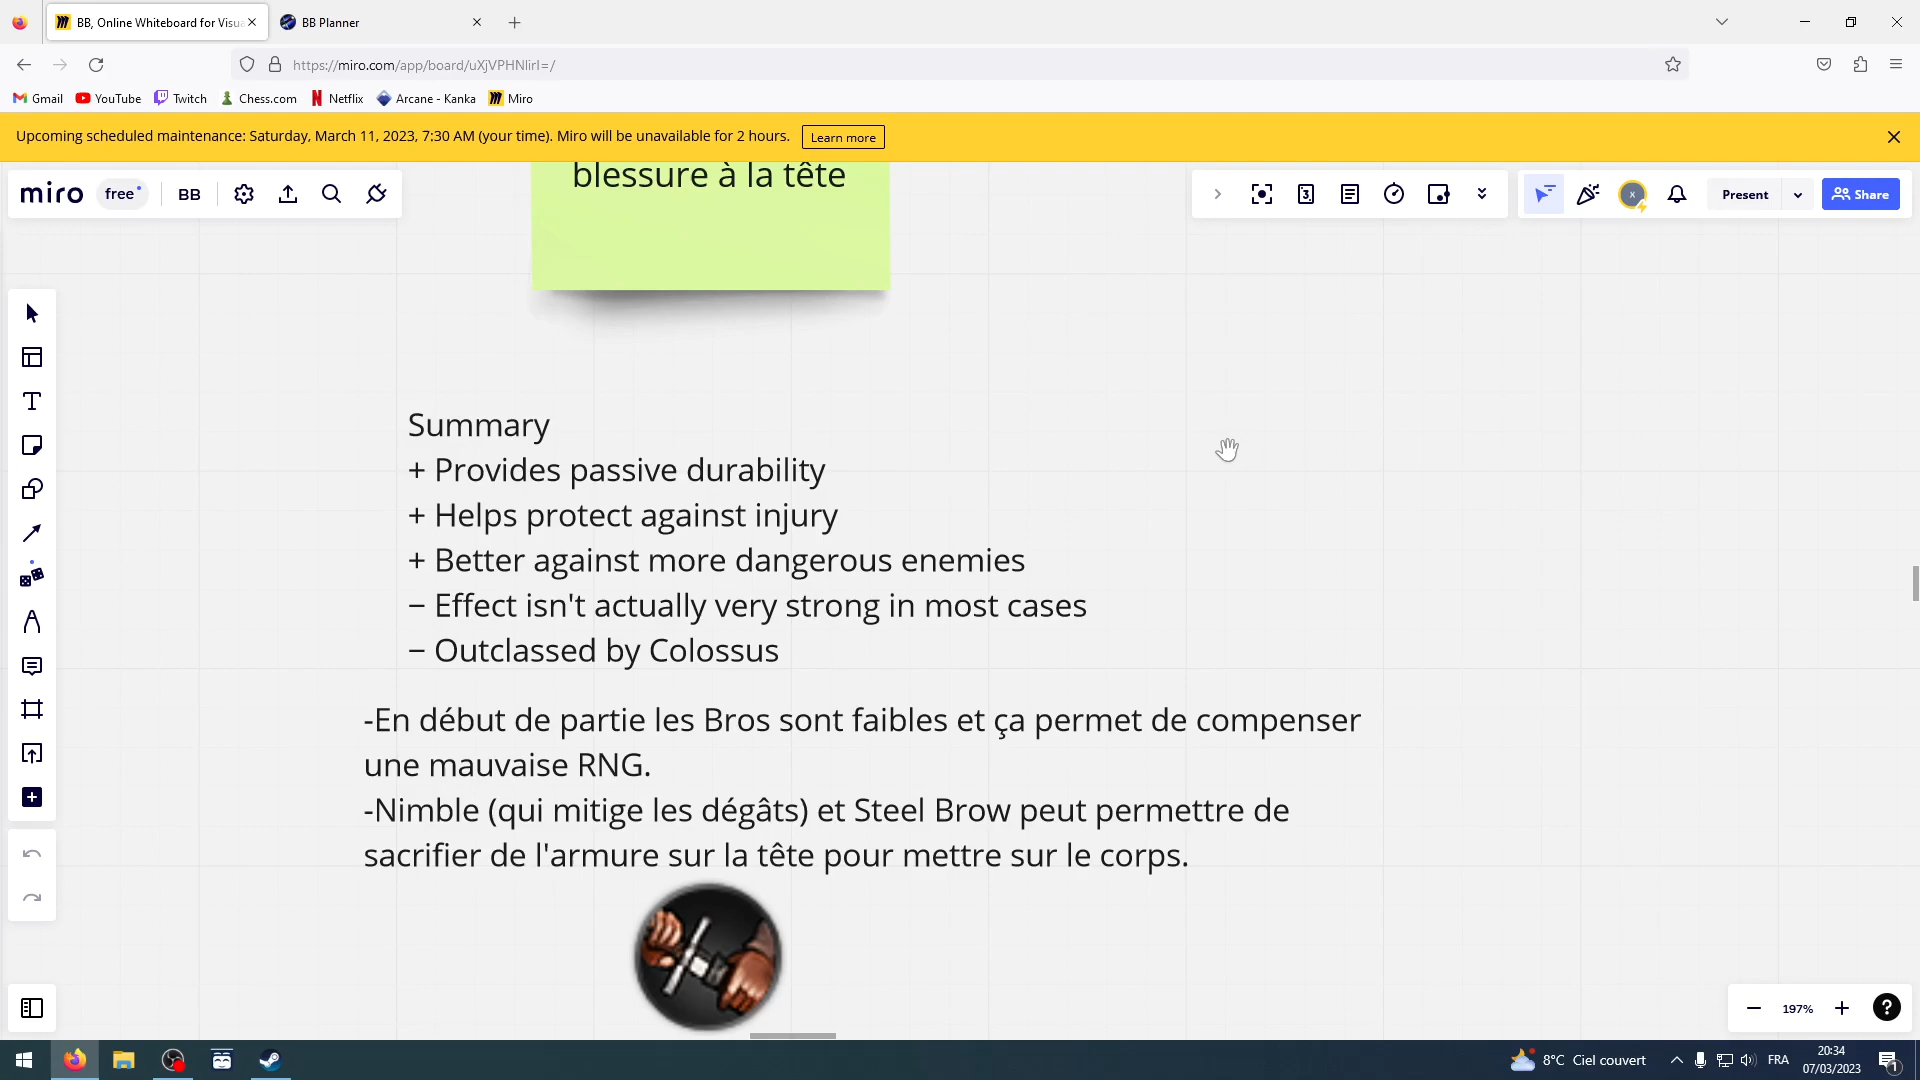 BB, Online Whiteboard for Visua
BB Planner
https://miro.com/app/board/uXjVPHNlirI=/
Gmail
YouTube
Twitch
Chess.com
Netflix
Arcane - Kanka
Miro
Upcoming scheduled maintenance: Saturday, March 11, 2023, 7:30 AM (your time). Miro will be unavailable for 2 hours.
Learn more
miro
free
BB
Present
Share
blessure à la tête
Summary
+ Provides passive durability
+ Helps protect against injury
+ Better against more dangerous enemies
− Effect isn't actually very strong in most cases
− Outclassed by Colossus
-En début de partie les Bros sont faibles et ça permet de compenser
une mauvaise RNG.
-Nimble (qui mitige les dégâts) et Steel Brow peut permettre de
sacrifier de l'armure sur la tête pour mettre sur le corps.
197%
8°C Ciel couvert
FRA
20:34
07/03/2023
1